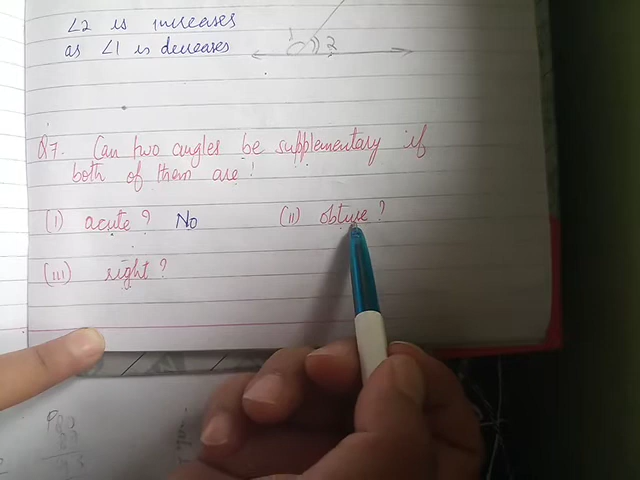 ∠2 is increases
as ∠1 is decreases
1 2
Q7. Can two angles be supplementary if
both of them are!
(i) acute? No (ii) obtuse?
(iii) right?